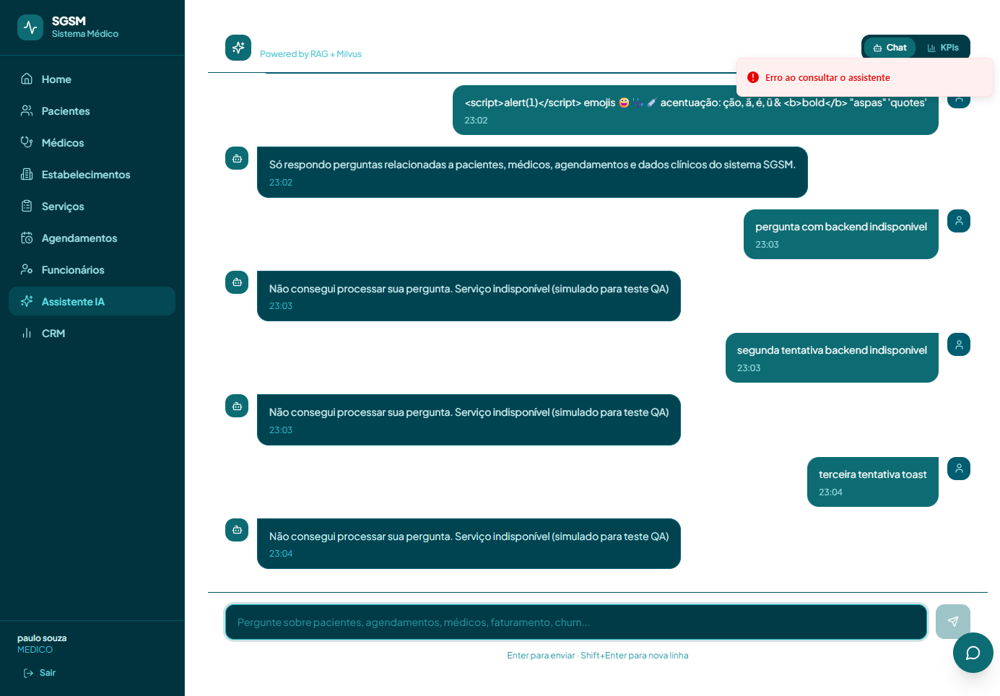 SGSM
Sistema Médico
Home
Pacientes
Médicos
Estabelecimentos
Serviços
Agendamentos
Funcionários
Assistente IA
CRM
paulo souza
MEDICO
Sair
Powered by RAG + Milvus
Chat
KPIs
Erro ao consultar o assistente
<script>alert(1)</script> emojis 😀 🩺 💉 acentuação: ção, ã, é, ü & <b>bold</b> "aspas" 'quotes'
23:02
Só respondo perguntas relacionadas a pacientes, médicos, agendamentos e dados clínicos do sistema SGSM.
23:02
pergunta com backend indisponivel
23:03
Não consegui processar sua pergunta. Serviço indisponível (simulado para teste QA)
23:03
segunda tentativa backend indisponivel
23:03
Não consegui processar sua pergunta. Serviço indisponível (simulado para teste QA)
23:03
terceira tentativa toast
23:04
Não consegui processar sua pergunta. Serviço indisponível (simulado para teste QA)
23:04
Pergunte sobre pacientes, agendamentos, médicos, faturamento, churn...
Enter para enviar · Shift+Enter para nova linha